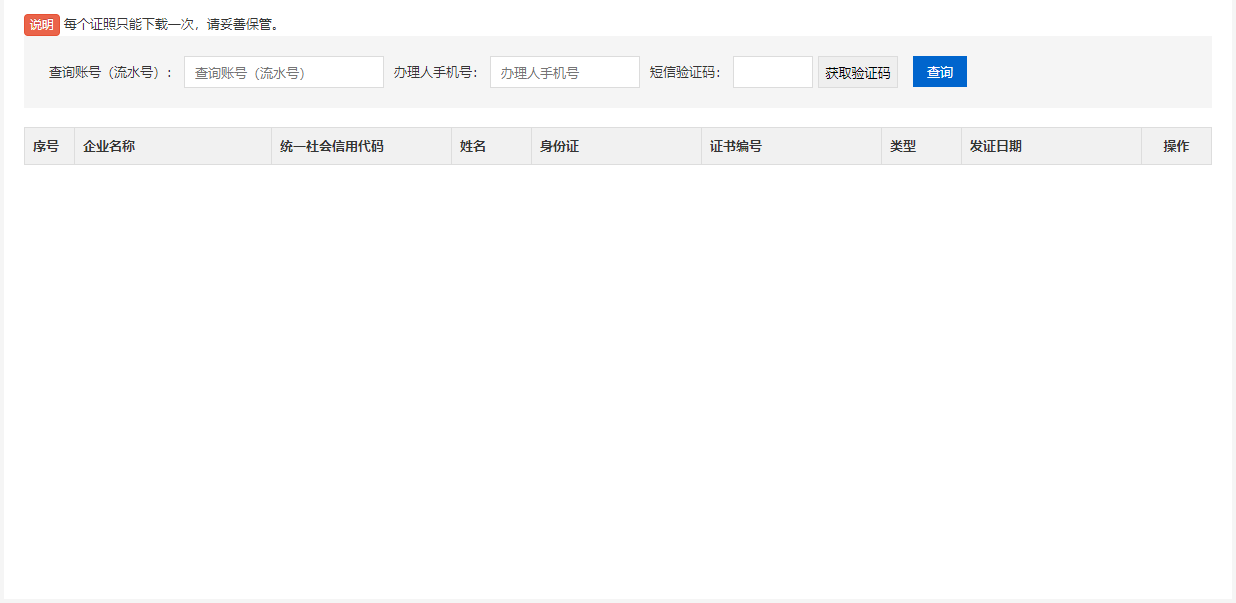 说明 每个证照只能下载一次，请妥善保管。
查询账号（流水号）： 查询账号（流水号） 办理人手机号： 办理人手机号 短信验证码： 获取验证码 查询
序号 企业名称 统一社会信用代码 姓名 身份证 证书编号 类型 发证日期 操作